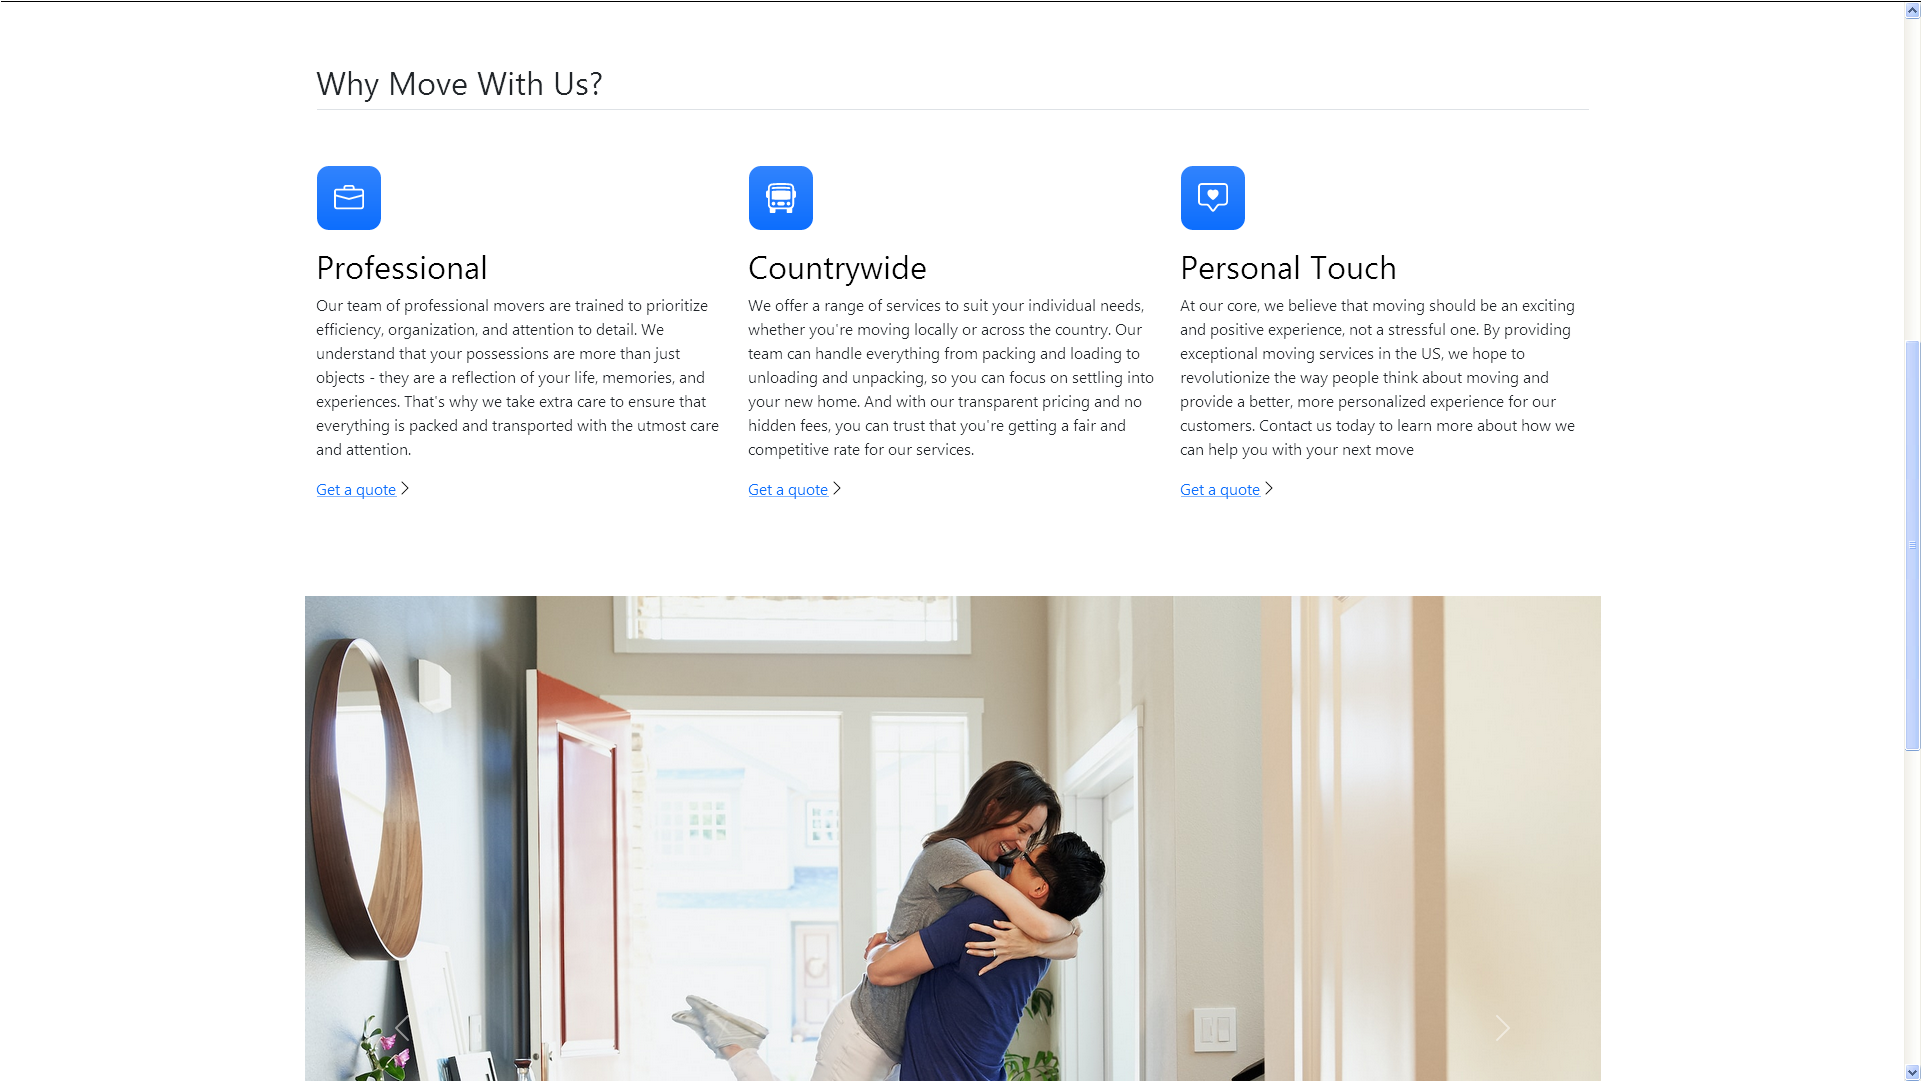 Why Move With Us?
Professional
Our team of professional movers are trained to prioritize
efficiency, organization, and attention to detail. We
understand that your possessions are more than just
objects - they are a reflection of your life, memories, and
experiences. That's why we take extra care to ensure that
everything is packed and transported with the utmost care
and attention.
Get a quote
Countrywide
We offer a range of services to suit your individual needs,
whether you're moving locally or across the country. Our
team can handle everything from packing and loading to
unloading and unpacking, so you can focus on settling into
your new home. And with our transparent pricing and no
hidden fees, you can trust that you're getting a fair and
competitive rate for our services.
Get a quote
Personal Touch
At our core, we believe that moving should be an exciting
and positive experience, not a stressful one. By providing
exceptional moving services in the US, we hope to
revolutionize the way people think about moving and
provide a better, more personalized experience for our
customers. Contact us today to learn more about how we
can help you with your next move
Get a quote